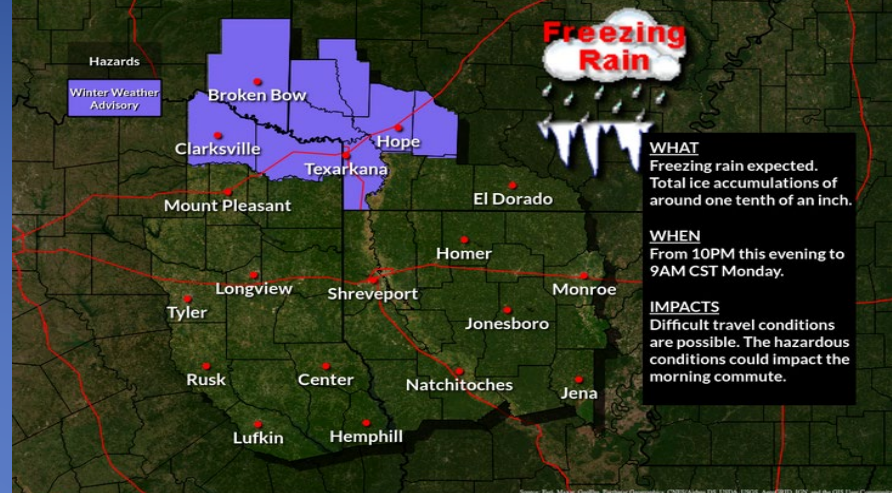 Hazards
Winter Weather
Advisory
Freezing
Rain
Broken Bow
Clarksville
Hope
Texarkana
Mount Pleasant
El Dorado
Homer
Longview
Shreveport
Monroe
Tyler
Jonesboro
Rusk
Center
Natchitoches
Jena
Lufkin
Hemphill
WHAT
Freezing rain expected.
Total ice accumulations of
around one tenth of an inch.
WHEN
From 10PM this evening to
9AM CST Monday.
IMPACTS
Difficult travel conditions
are possible. The hazardous
conditions could impact the
morning commute.